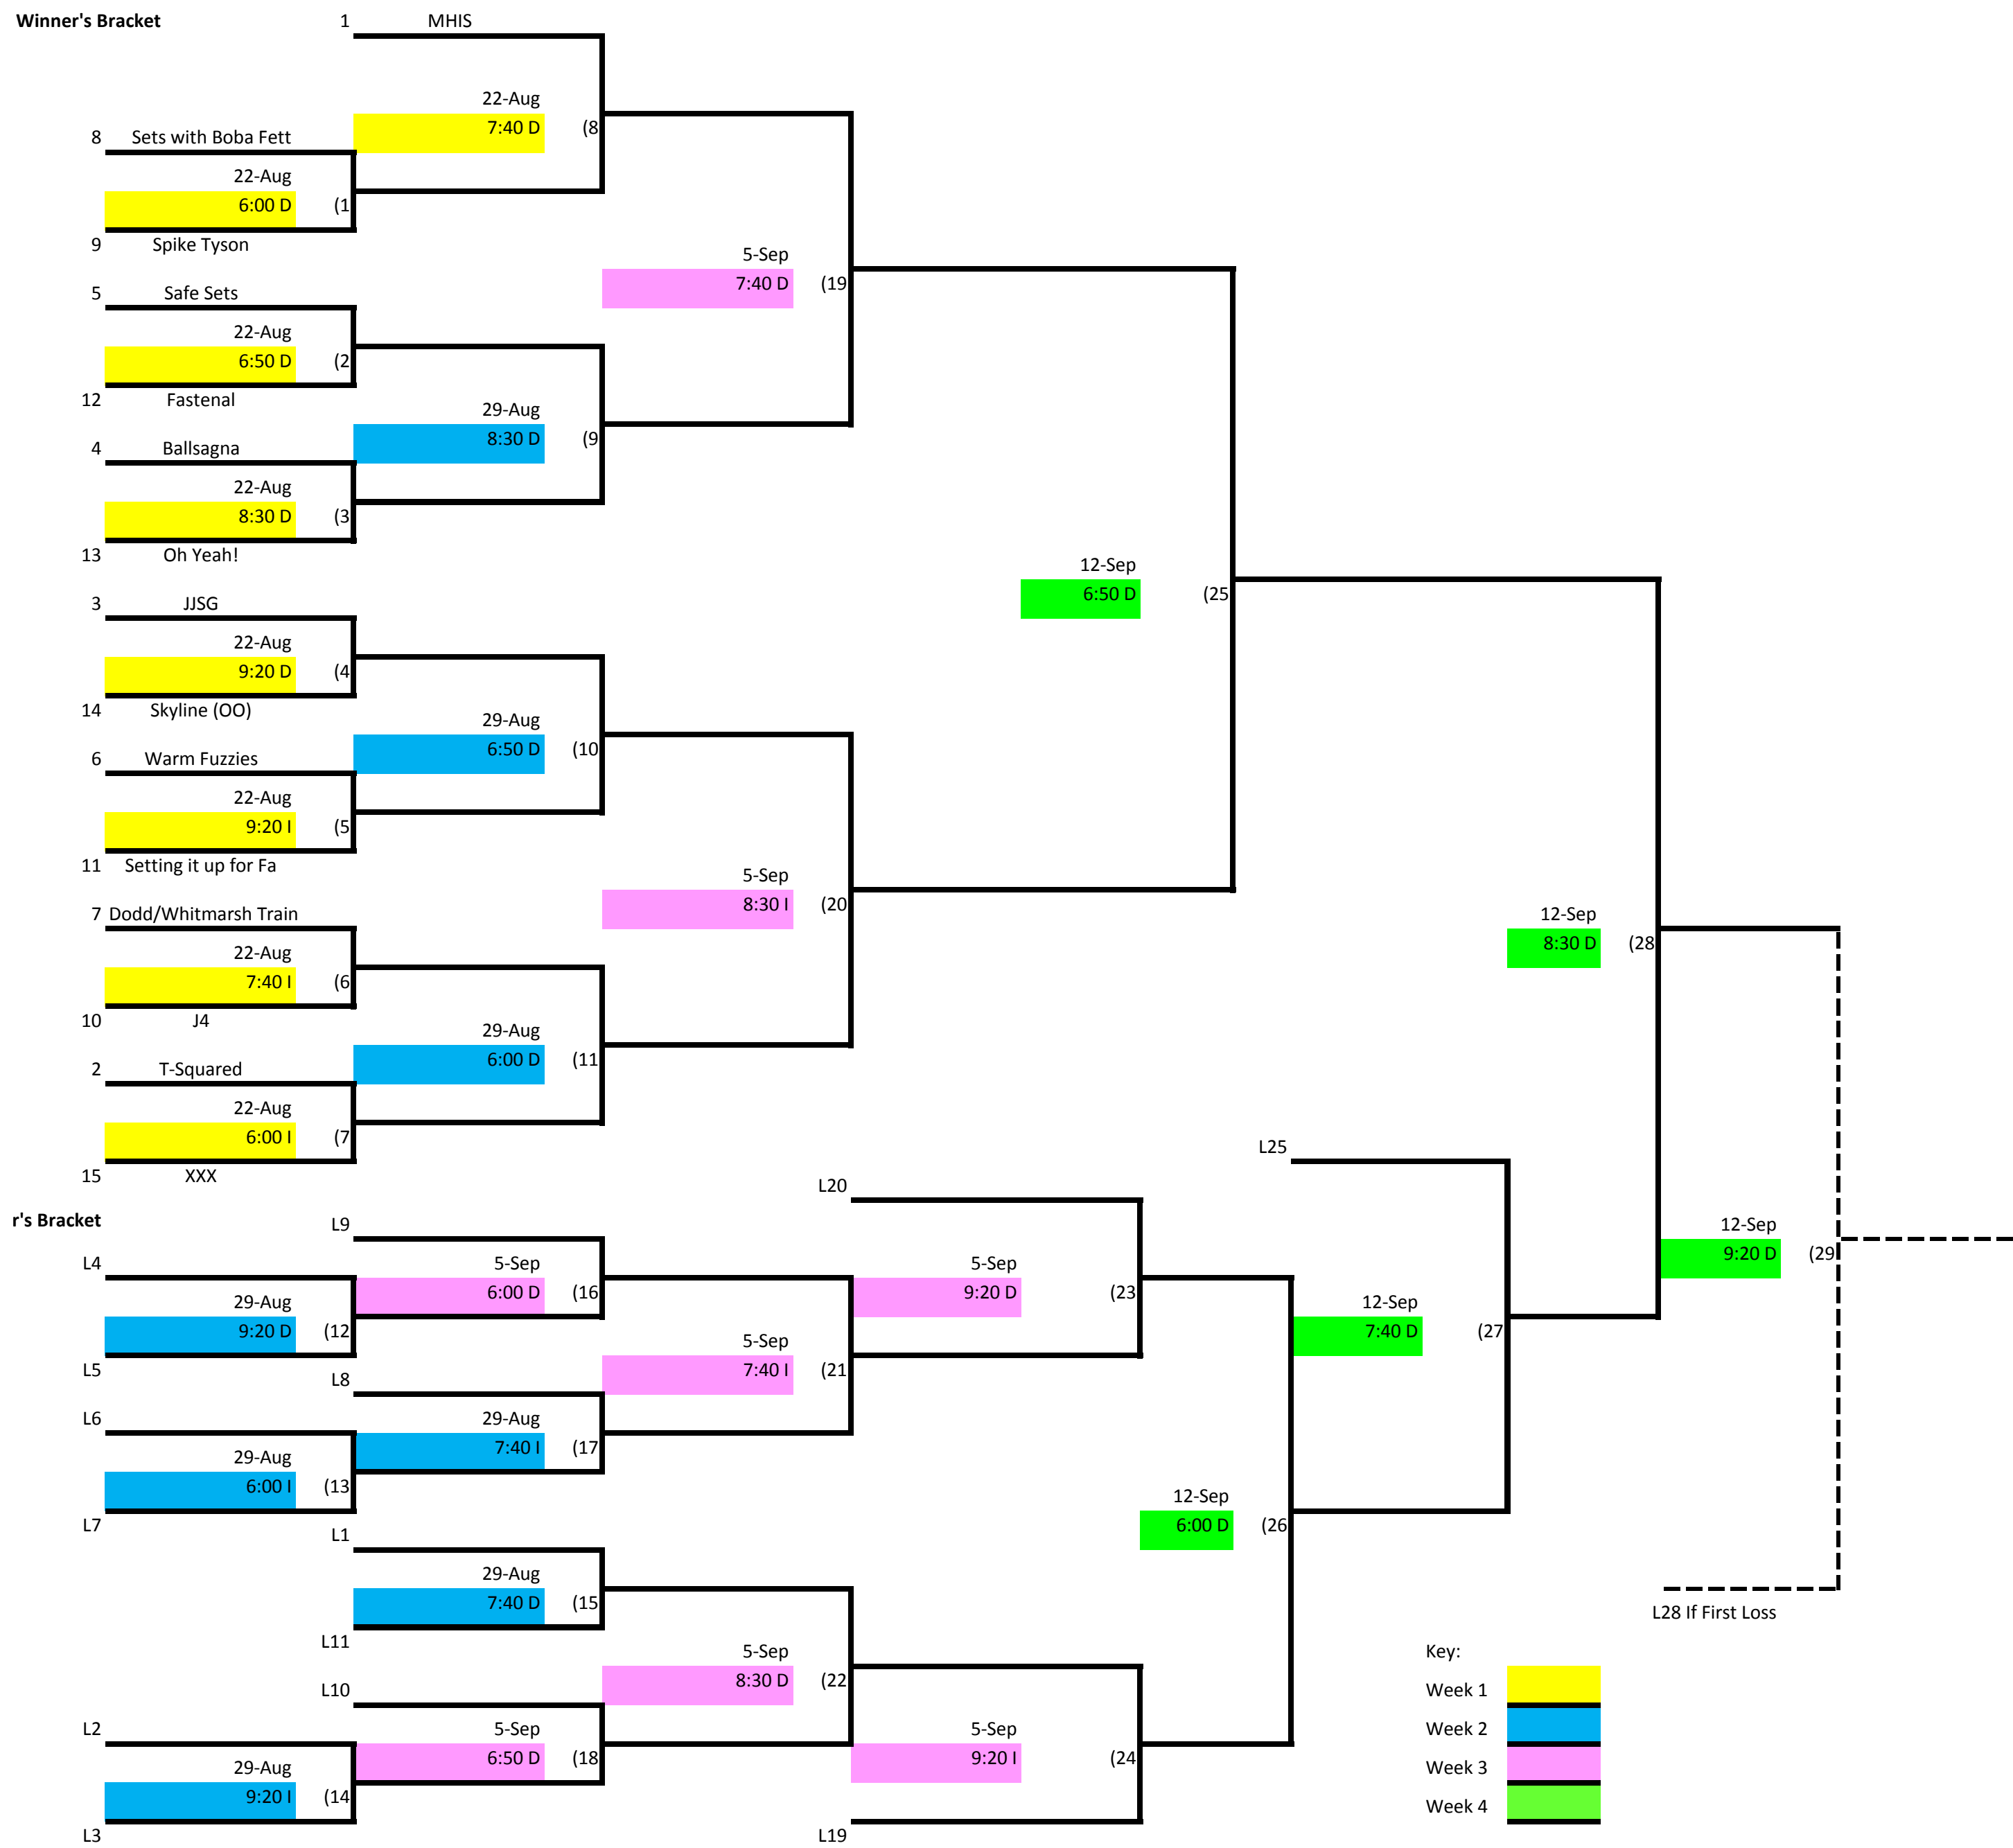 Winner's Bracket
1 MHIS
22-Aug
7:40 D (8
8 Sets with Boba Fett
22-Aug
6:00 D (1
9 Spike Tyson
5-Sep
7:40 D (19
5 Safe Sets
22-Aug
6:50 D (2
12 Fastenal
29-Aug
8:30 D (9
4 Ballsagna
22-Aug
8:30 D (3
13 Oh Yeah!
12-Sep
6:50 D (25
3 JJSG
22-Aug
9:20 D (4
14 Skyline (OO)
29-Aug
6:50 D (10
6 Warm Fuzzies
22-Aug
9:20 I (5
11 Setting it up for Fa
5-Sep
8:30 I (20
7 Dodd/Whitmarsh Train
22-Aug
7:40 I (6
10 J4
12-Sep
8:30 D (28
29-Aug
6:00 D (11
2 T-Squared
22-Aug
6:00 I (7
15 XXX
L25
L20
r's Bracket
L9
12-Sep
9:20 D (29
L4
5-Sep
6:00 D (16
5-Sep
9:20 D (23
29-Aug
9:20 D (12
12-Sep
7:40 D (27
L5
5-Sep
7:40 I (21
L8
L6
29-Aug
7:40 I (17
29-Aug
6:00 I (13
12-Sep
6:00 D (26
L7
L1
29-Aug
7:40 D (15
L28 If First Loss
L11
5-Sep
8:30 D (22
Key:
L10
Week 1
L2
5-Sep
6:50 D (18
5-Sep
9:20 I (24
Week 2
29-Aug
9:20 I (14
Week 3
Week 4
L3
L19